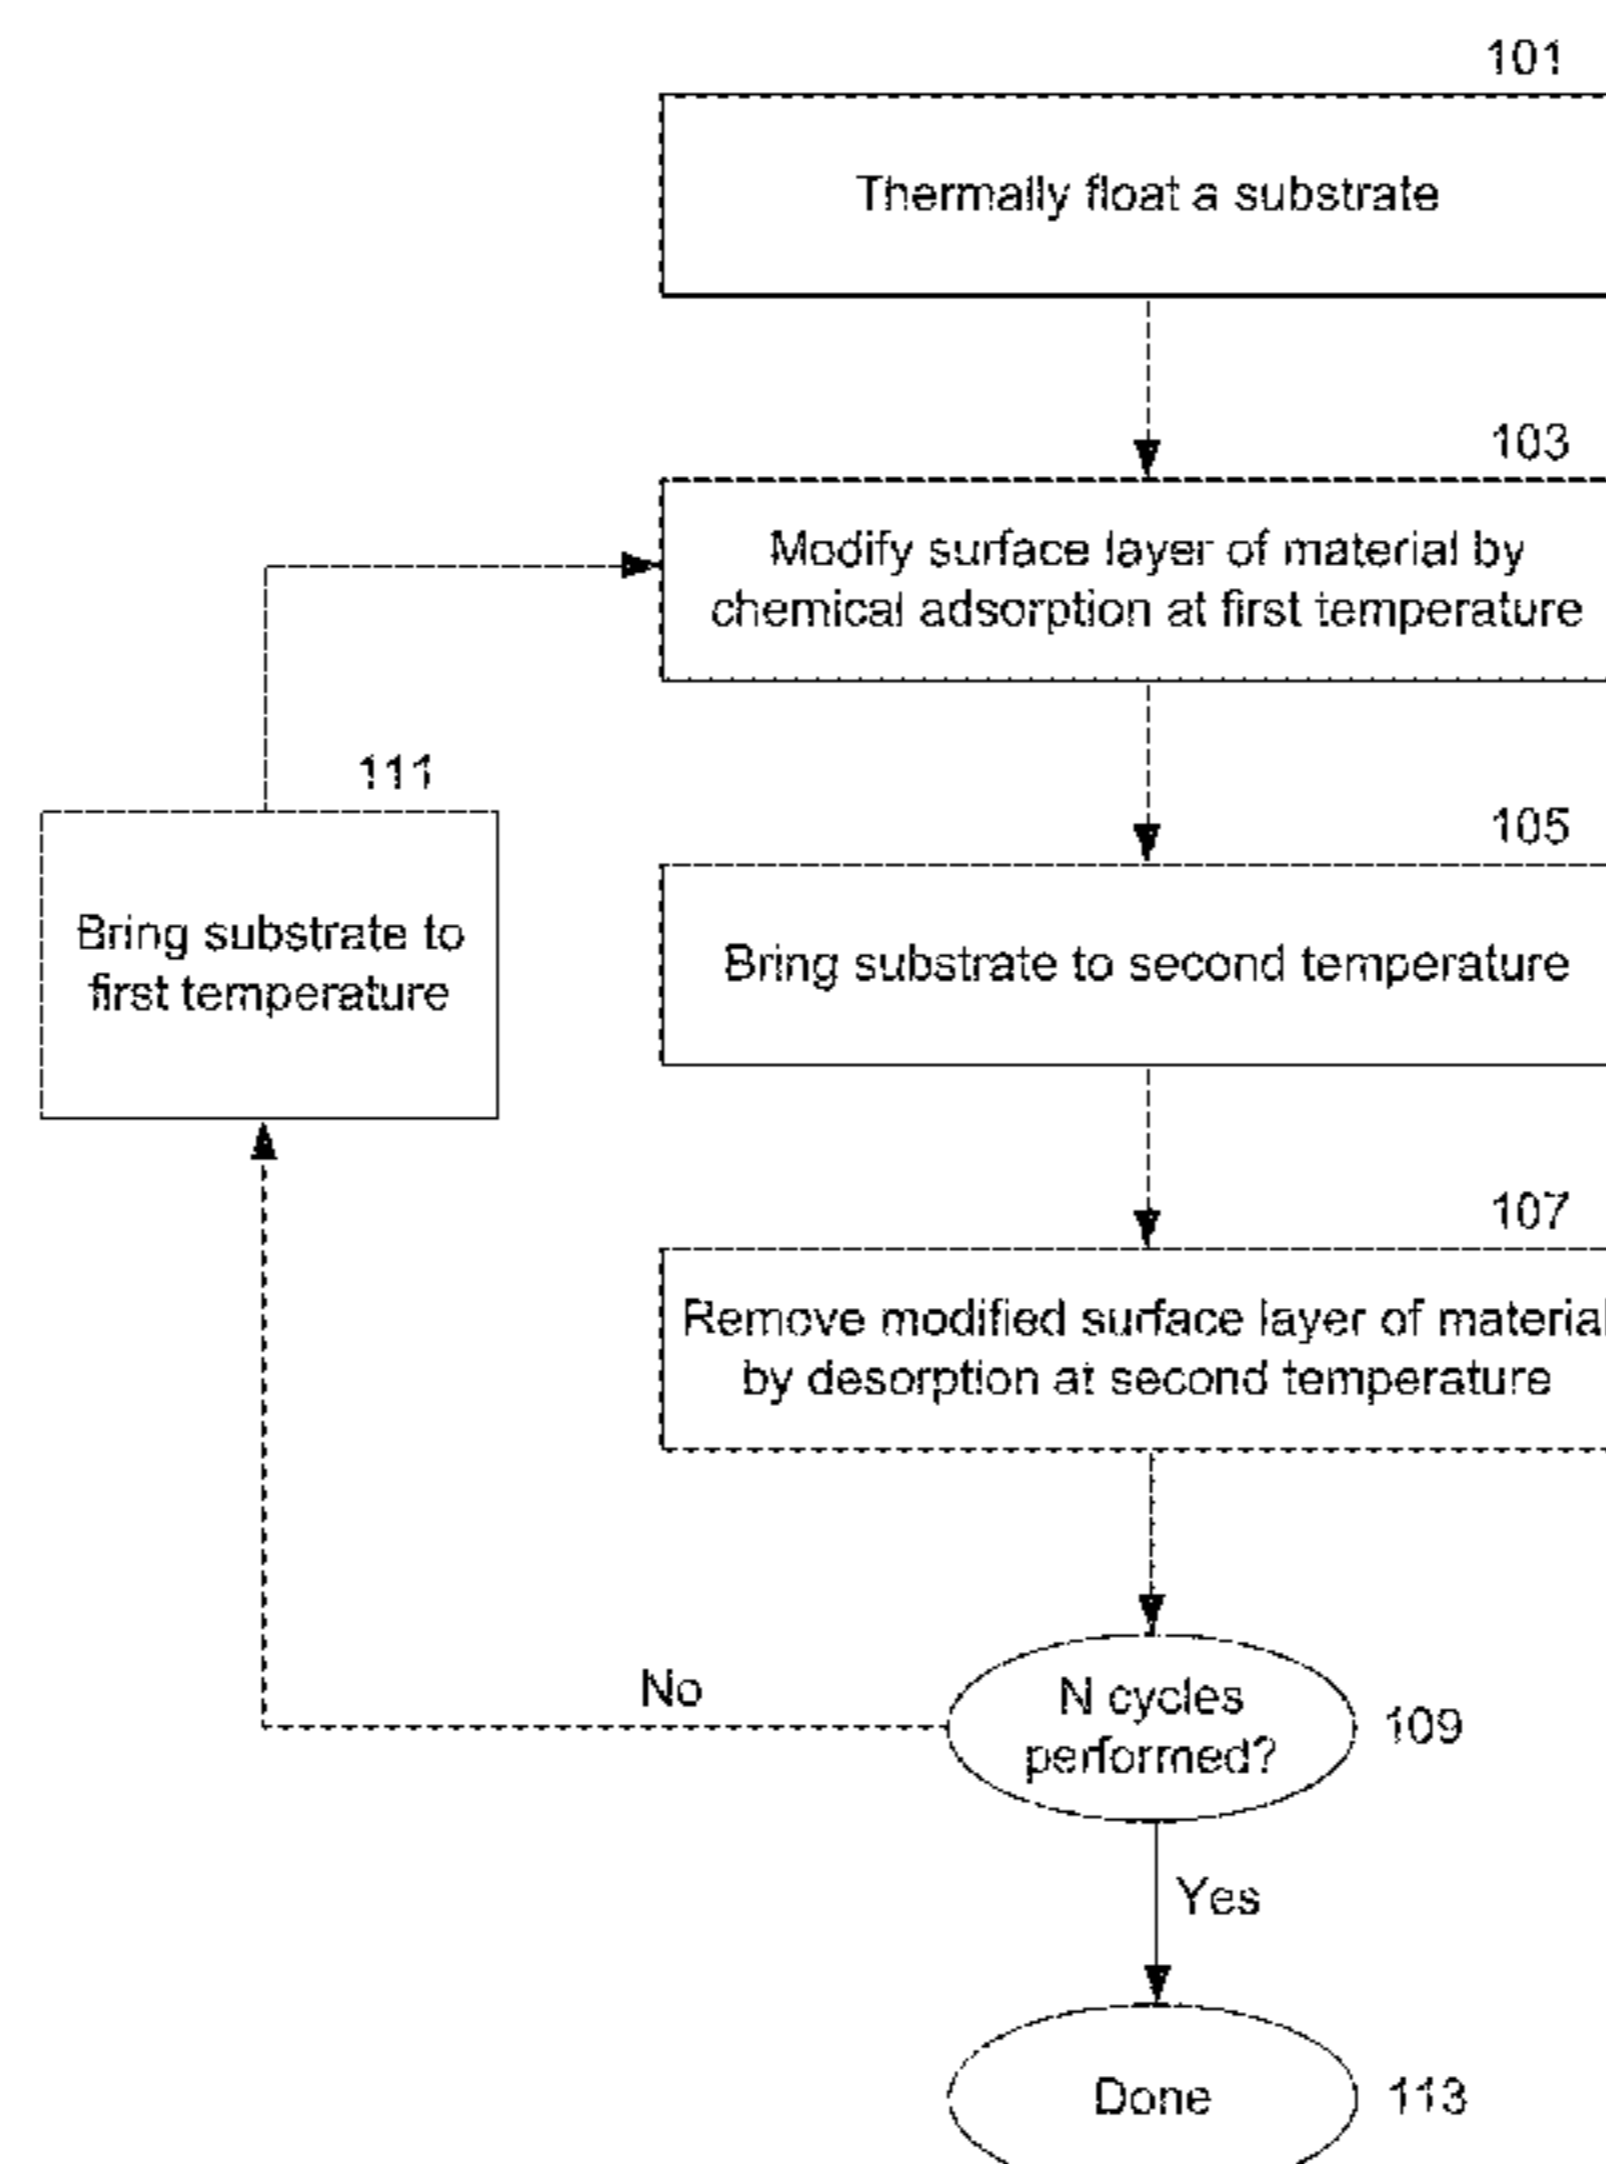 101
Thermally float a substrate
103
Modify surface layer of material by
chemical adsorption at first temperature
111
Bring substrate to
first temperature
105
Bring substrate to second temperature
107
Remove modified surface layer of material
by desorption at second temperature
No
N cycles
performed?
109
Yes
Done
113